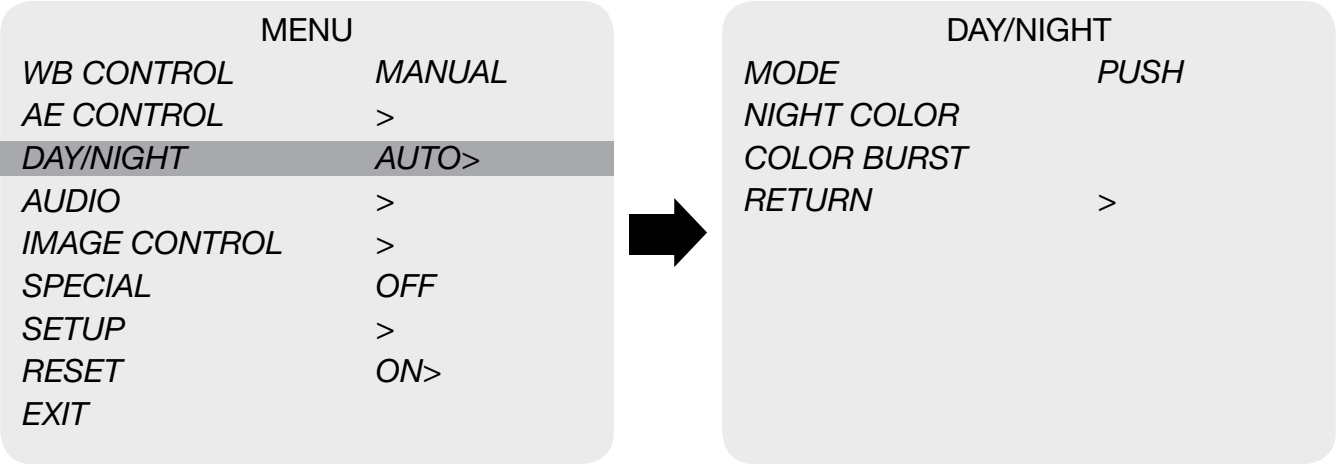 MENU
WB CONTROL MANUAL
AE CONTROL >
DAY/NIGHT AUTO>
AUDIO >
IMAGE CONTROL >
SPECIAL OFF
SETUP >
RESET ON>
EXIT
DAY/NIGHT
MODE PUSH
NIGHT COLOR
COLOR BURST
RETURN >